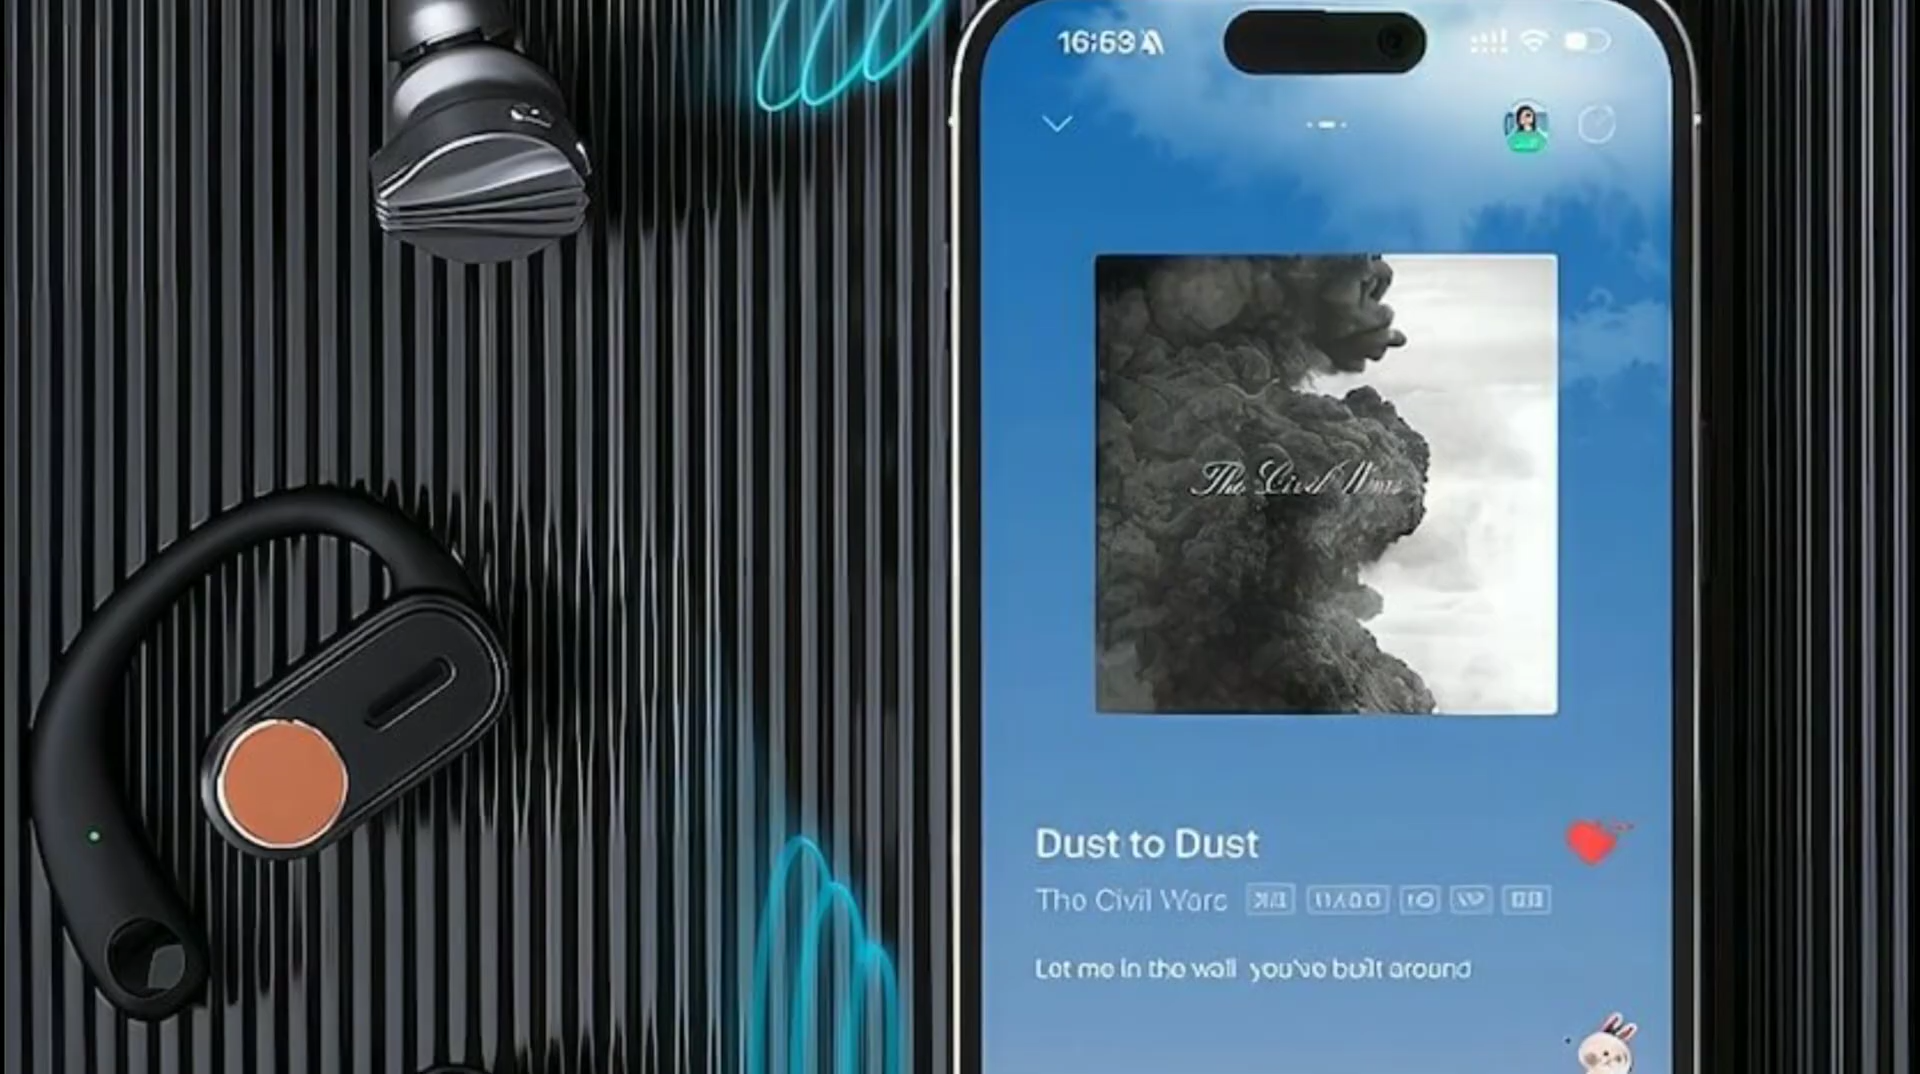 16:53
The Civil Wars
Dust to Dust
The Civil Wars
Let me in the wall you've built around